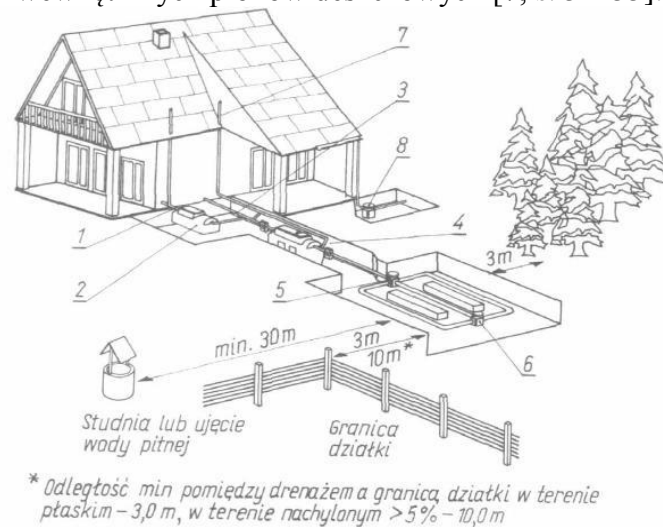 7
3
8
1
2
4
3m
5
6
min. 30m
3m
10m*
Studnia lub ujęcie
wody pitnej
Granica
działki
* Odległość min pomiędzy drenażem a granicą działki w terenie
płaskim – 3,0 m, w terenie nachylonym > 5% – 10,0 m